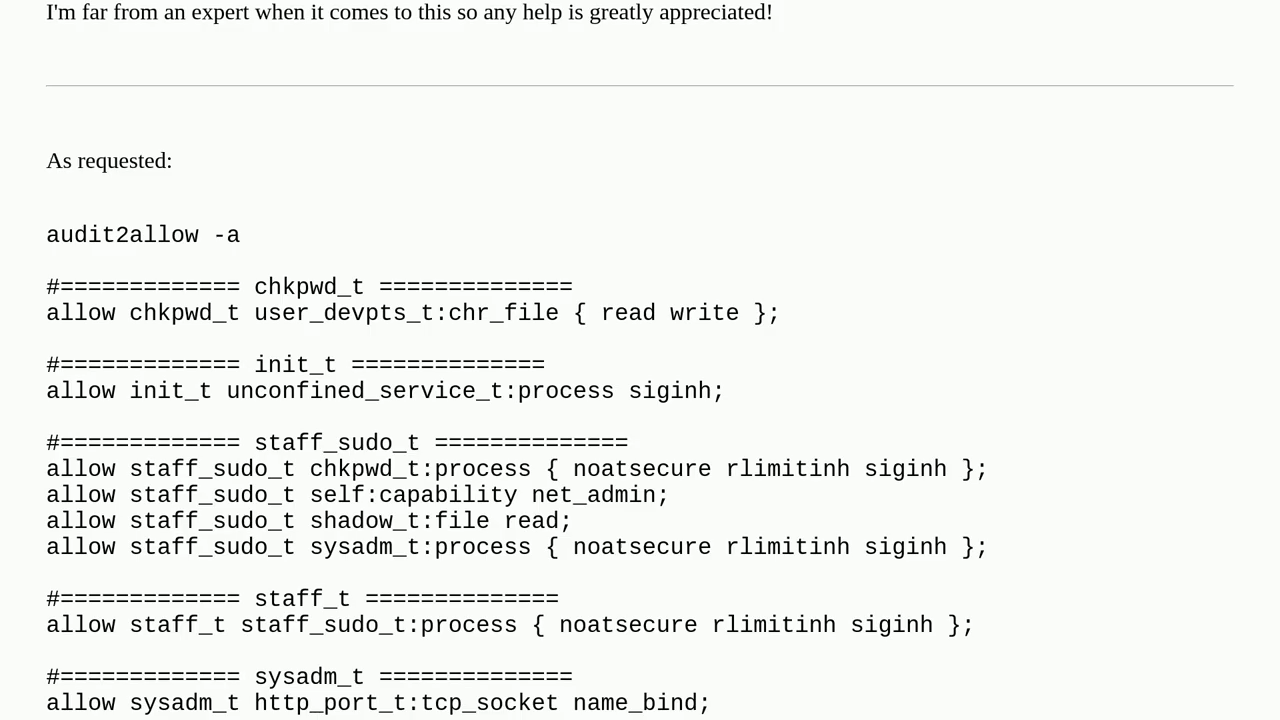 I'm far from an expert when it comes to this so any help is greatly appreciated!
As requested:
audit2allow -a
#============= chkpwd_t ==============
allow chkpwd_t user_devpts_t:chr_file { read write };
#============= init_t ==============
allow init_t unconfined_service_t:process siginh;
#============= staff_sudo_t ==============
allow staff_sudo_t chkpwd_t:process { noatsecure rlimitinh siginh };
allow staff_sudo_t self:capability net_admin;
allow staff_sudo_t shadow_t:file read;
allow staff_sudo_t sysadm_t:process { noatsecure rlimitinh siginh };
#============= staff_t ==============
allow staff_t staff_sudo_t:process { noatsecure rlimitinh siginh };
#============= sysadm_t ==============
allow sysadm_t http_port_t:tcp_socket name_bind;